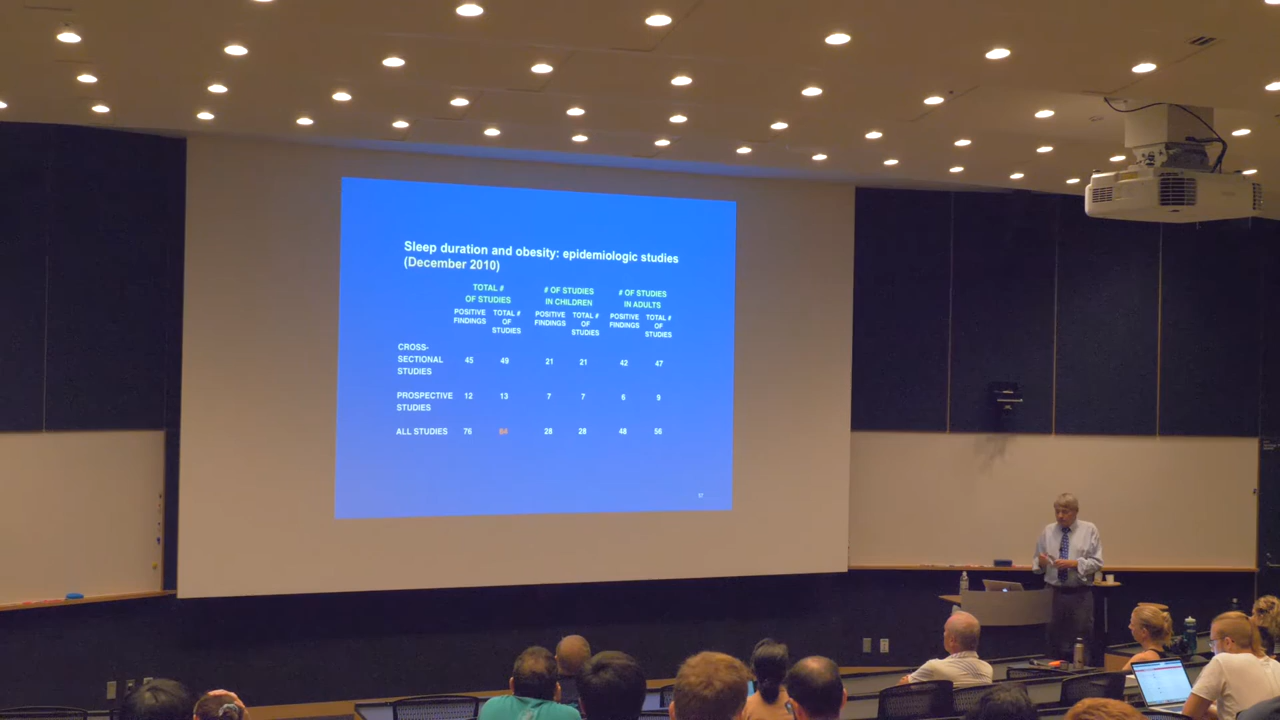 Sleep duration and obesity: epidemiologic studies
(December 2010)
TOTAL #
OF STUDIES
# OF STUDIES
IN CHILDREN
# OF STUDIES
IN ADULTS
POSITIVE
FINDINGS
TOTAL #
OF
STUDIES
POSITIVE
FINDINGS
TOTAL #
OF
STUDIES
POSITIVE
FINDINGS
TOTAL #
OF
STUDIES
CROSS-
SECTIONAL
STUDIES
45 49 21 21 42 47
PROSPECTIVE
STUDIES
12 13 7 7 6 9
ALL STUDIES 76 84 28 28 48 56
17